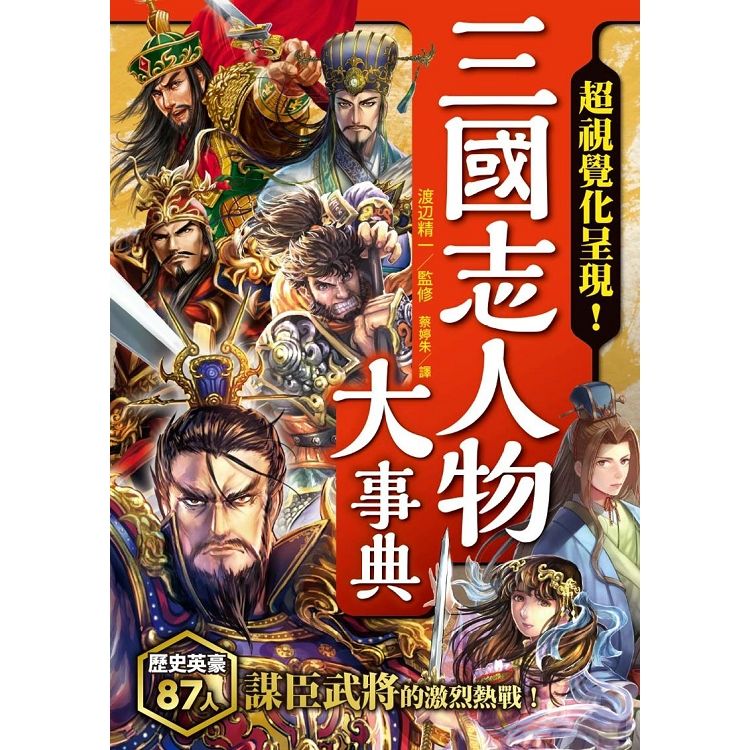 超視覺化呈現！
三國志人物
大事典
渡辺精一／監修
蔡婷朱／譯
歷史英豪
87人
謀臣武將的激烈熱戰！